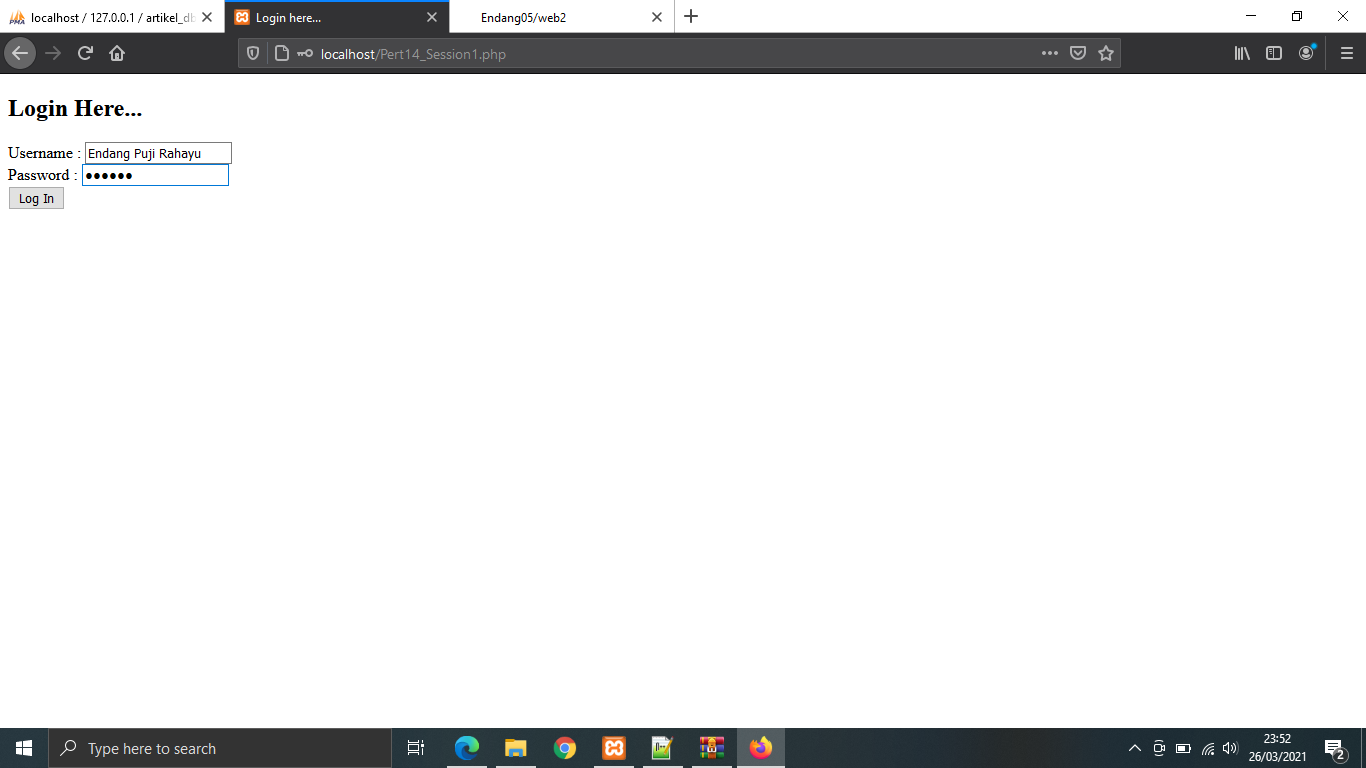 localhost / 127.0.0.1 / artikel_db
Login here...
Endang05/web2
localhost/Pert14_Session1.php
Login Here...
Username : Endang Puji Rahayu
Password : ●●●●●●
Log In
Type here to search
23:52
26/03/2021
2